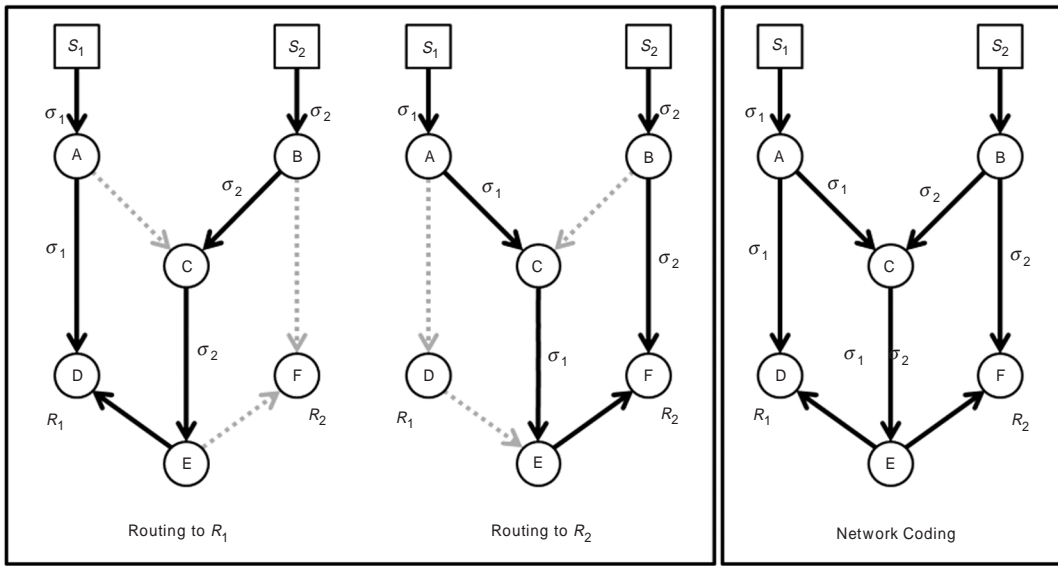 S1 S2 S1 S2 S1 S2
σ1 σ2 σ1 σ2 σ1
A B A B A B
σ2 σ1 σ1 σ2
σ1 σ2 σ1 σ2
C C C
σ2 σ1 σ1 σ2
D F D F D F
R1 R2 R1 R2 R1 R2
E E E
Routing to R1 Routing to R2 Network Coding